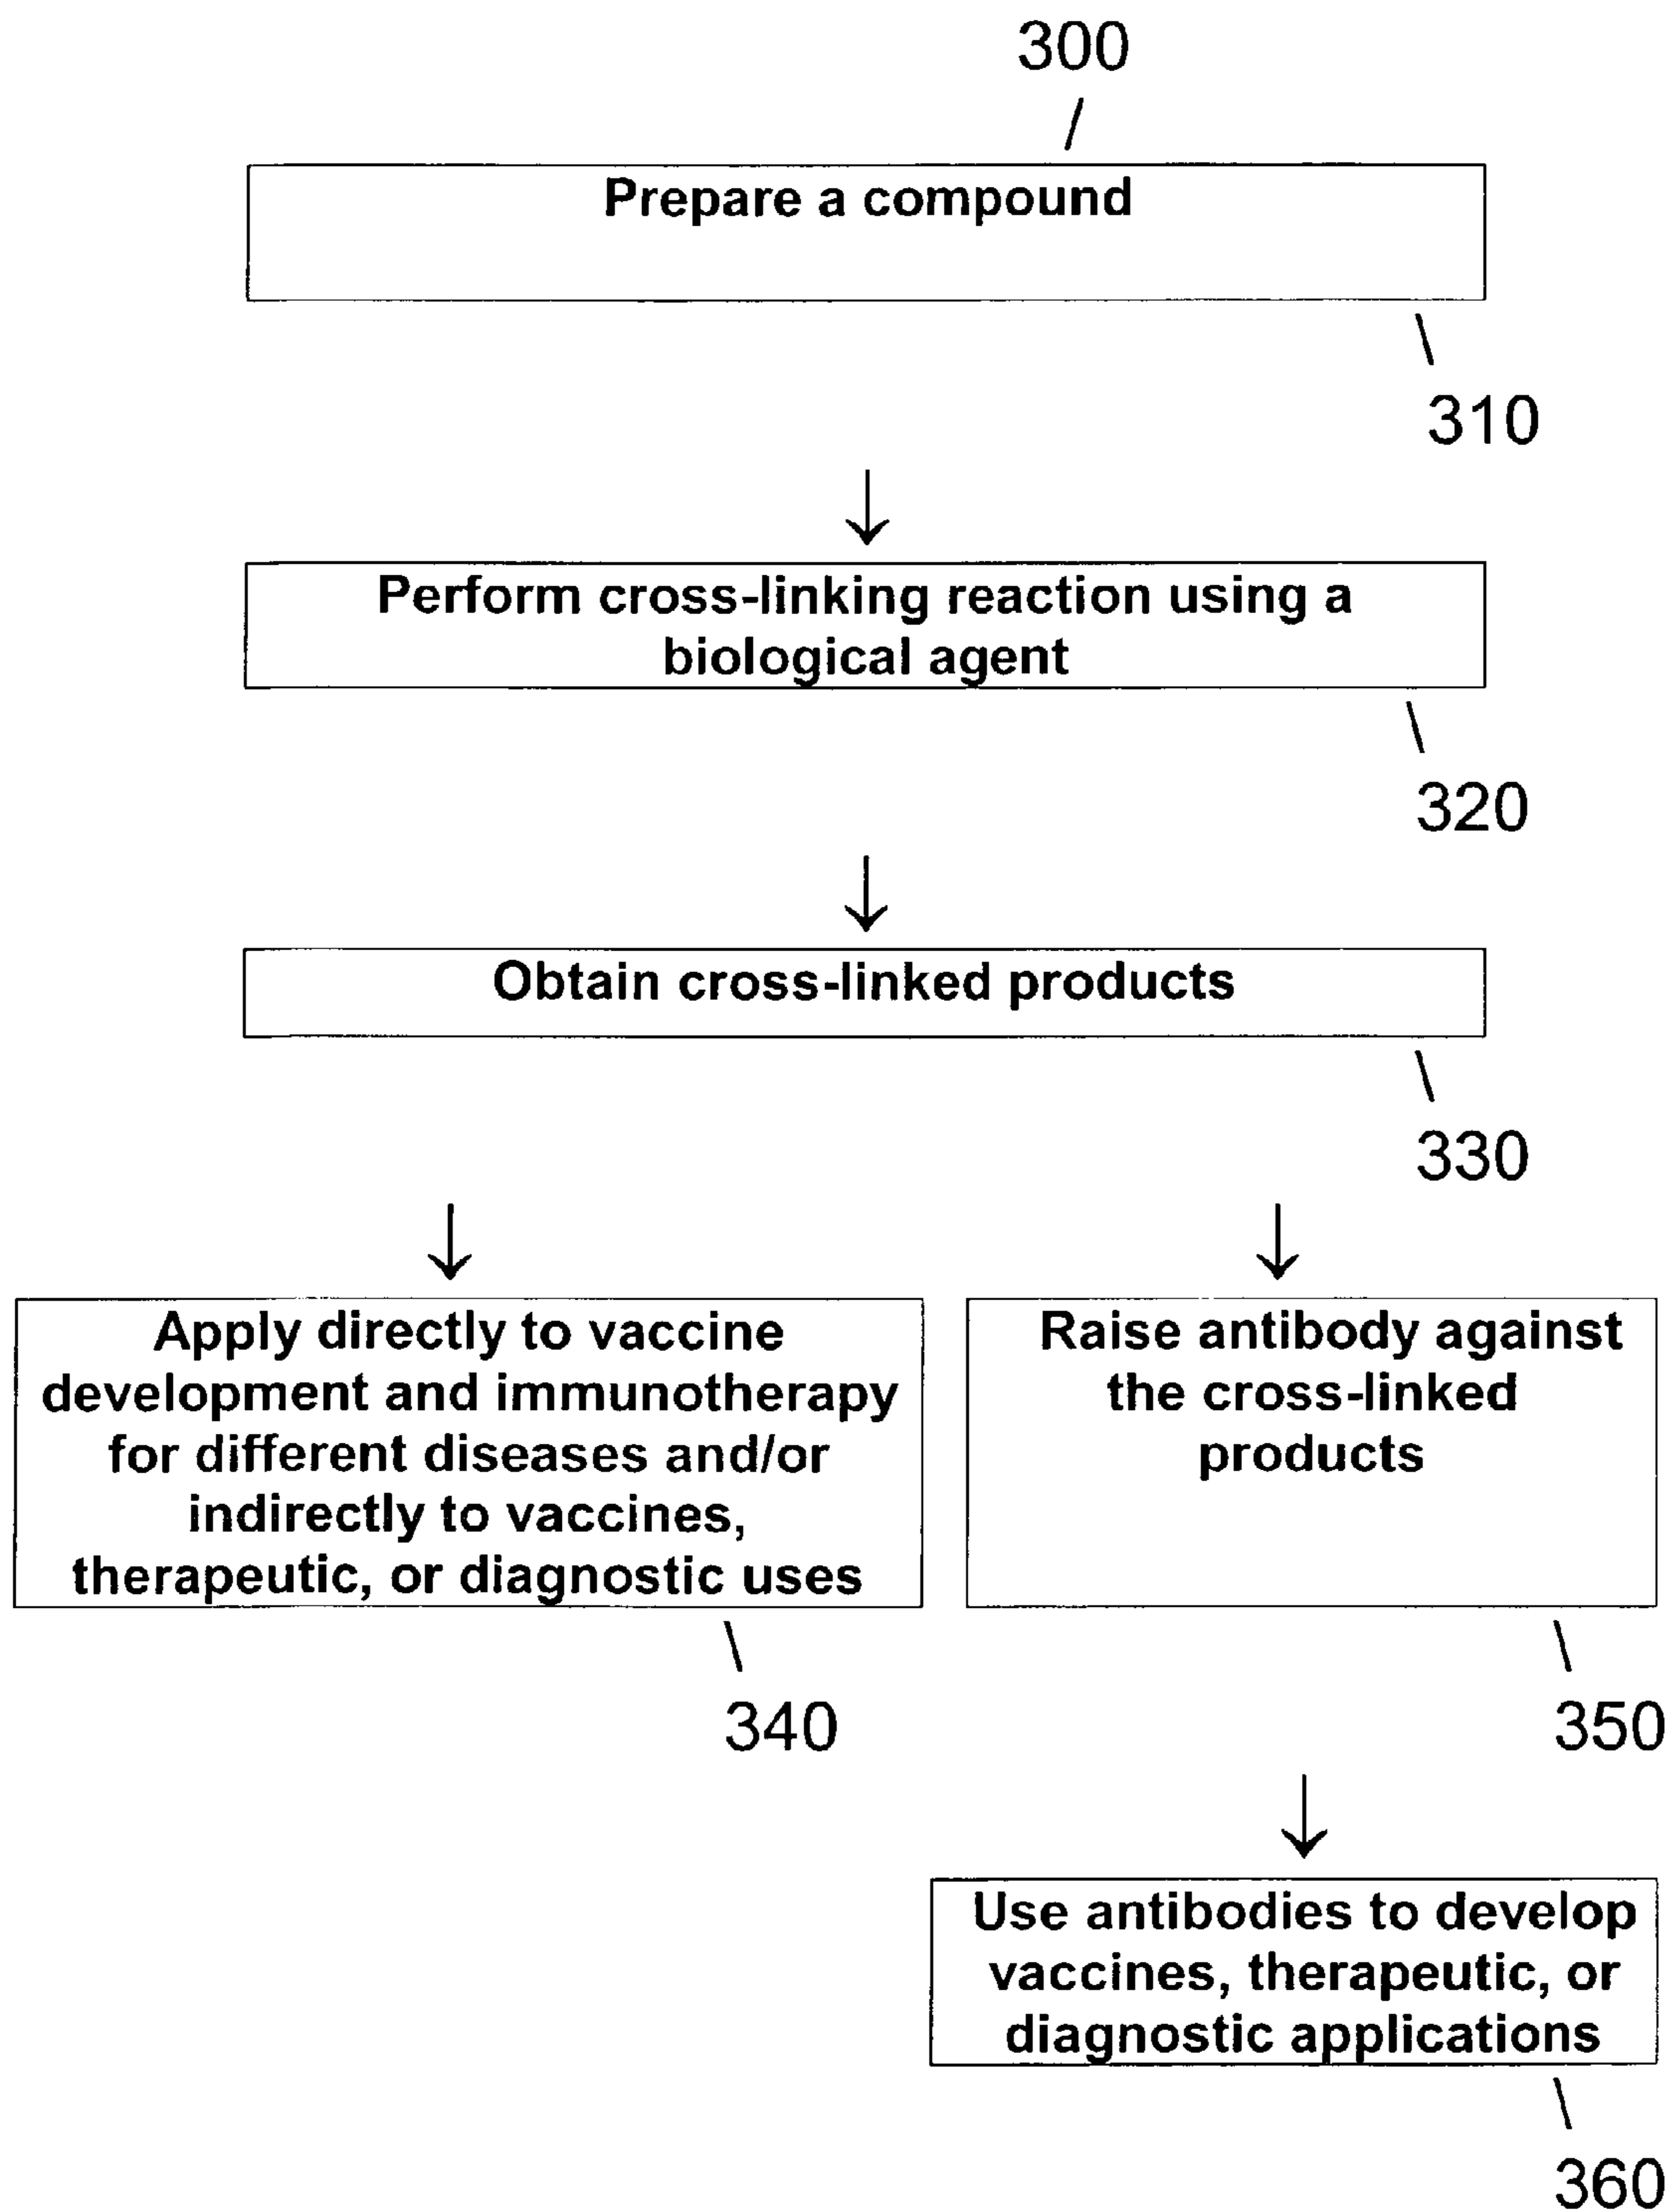 300
Prepare a compound
310
Perform cross-linking reaction using a
biological agent
320
Obtain cross-linked products
330
Apply directly to vaccine
development and immunotherapy
for different diseases and/or
indirectly to vaccines,
therapeutic, or diagnostic uses
340
Raise antibody against
the cross-linked
products
350
Use antibodies to develop
vaccines, therapeutic, or
diagnostic applications
360